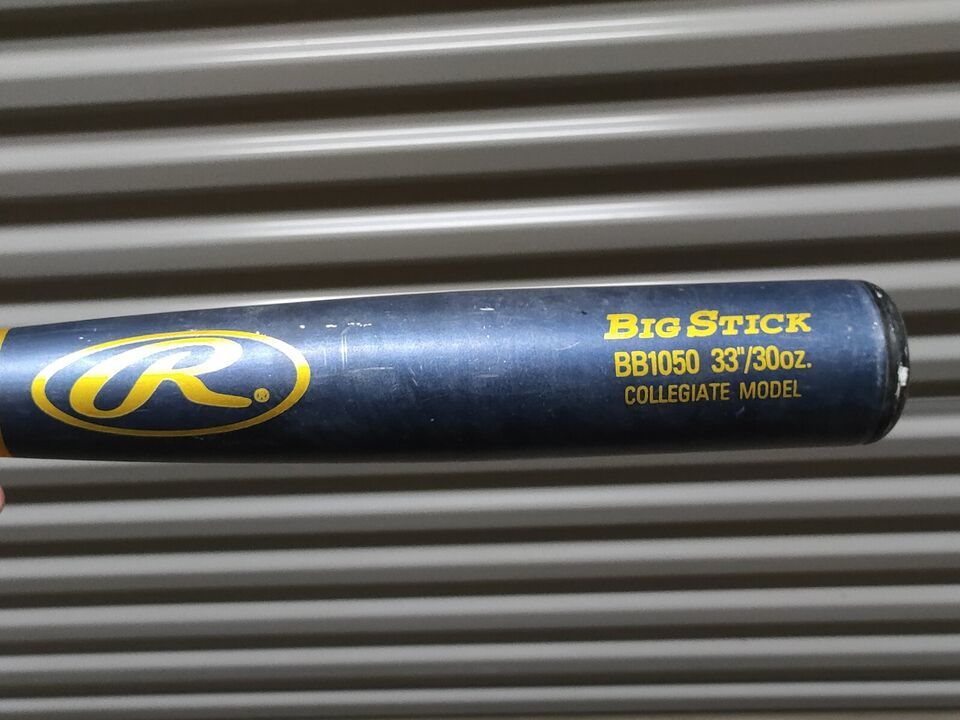 R®
BIG STICK
BB1050 33"/30oz.
COLLEGIATE MODEL